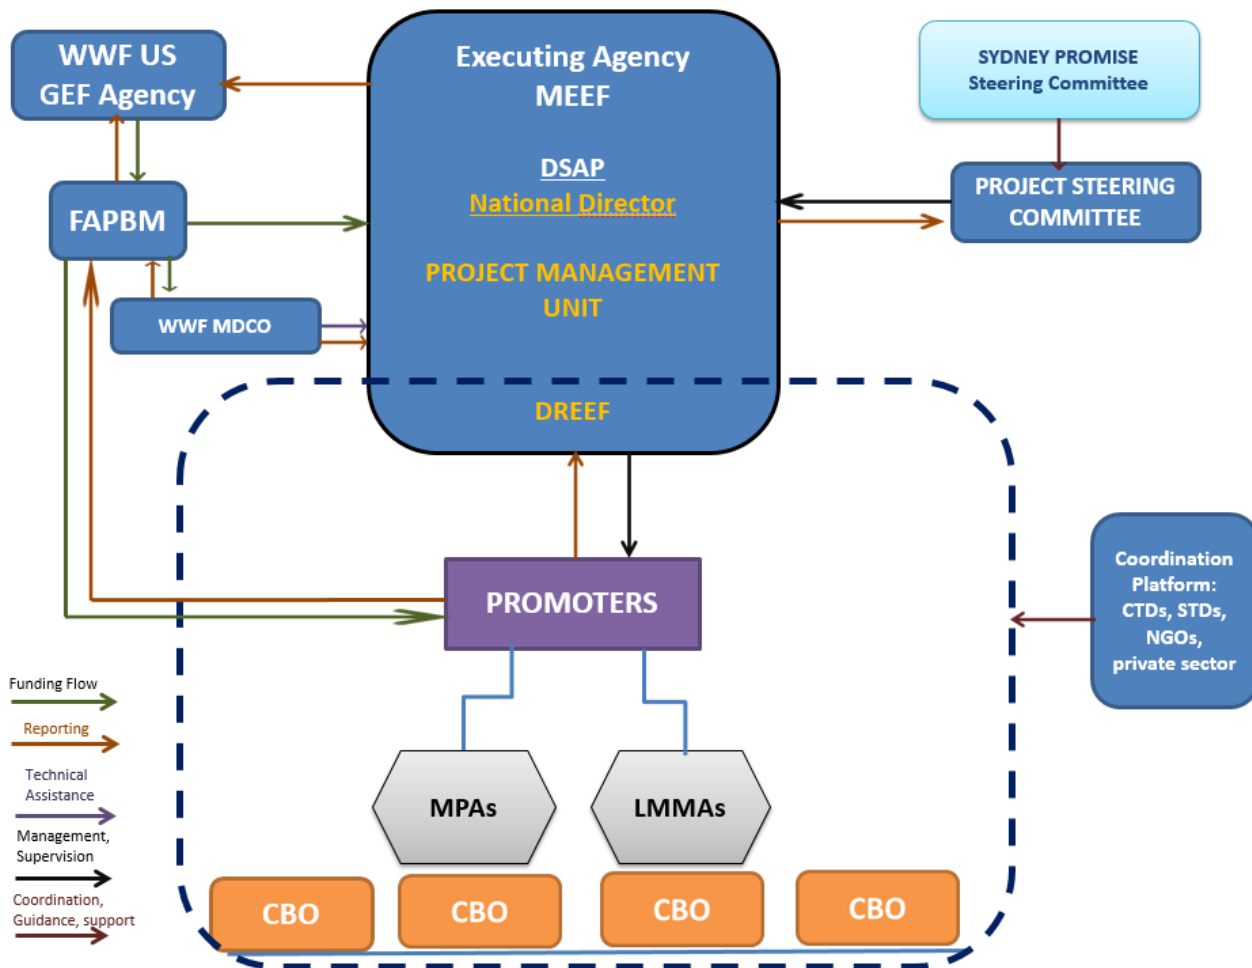 WWF US
GEF Agency
Executing Agency
MEEF
SYDNEY PROMISE
Steering Committee
DSAP
National Director
PROJECT STEERING
COMMITTEE
FAPBM
PROJECT MANAGEMENT
UNIT
WWF MDCO
DREEF
PROMOTERS
Coordination
Platform:
CTDs, STDs,
NGOs,
private sector
Funding Flow
Reporting
Technical
Assistance
Management,
Supervision
Coordination,
Guidance, support
MPAs
LMMAs
CBO
CBO
CBO
CBO